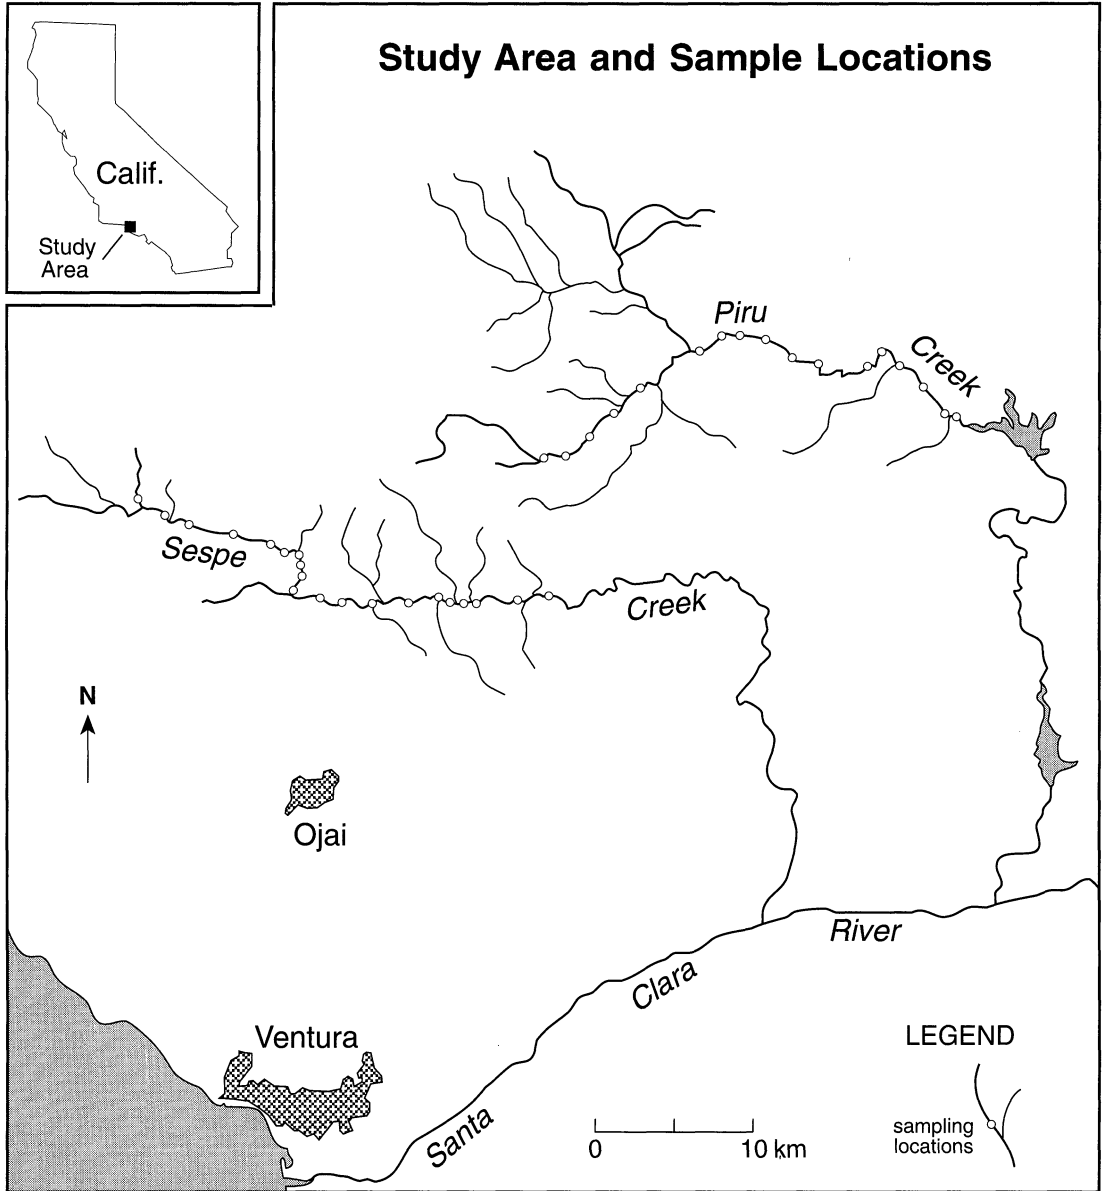 Study Area and Sample Locations
Calif.
Study
Area
Piru
Creek
Sespe
Creek
N
Ojai
River
Clara
Santa
Ventura
LEGEND
sampling
locations
0 10 km